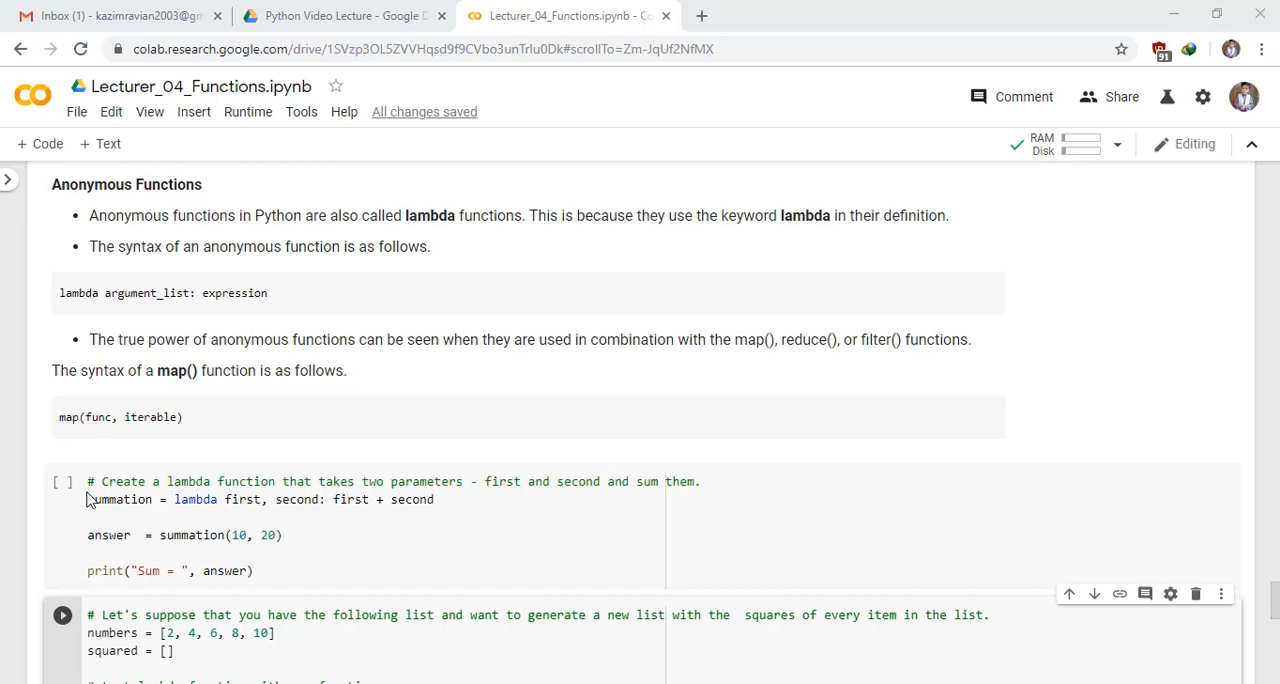 Inbox (1) - kazimravian2003@gm
Python Video Lecture - Google D
Lecturer_04_Functions.ipynb - Co
colab.research.google.com/drive/1SVzp3OL5ZVVHqsd9f9CVbo3unTrlu0Dk#scrollTo=Zm-JqUf2NfMX
91
CO
Lecturer_04_Functions.ipynb
File Edit View Insert Runtime Tools Help All changes saved
Comment
Share
+ Code + Text
RAM
Disk
Editing
Anonymous Functions
• Anonymous functions in Python are also called lambda functions. This is because they use the keyword lambda in their definition.
• The syntax of an anonymous function is as follows.
lambda argument_list: expression
• The true power of anonymous functions can be seen when they are used in combination with the map(), reduce(), or filter() functions.
The syntax of a map() function is as follows.
map(func, iterable)
[ ] # Create a lambda function that takes two parameters - first and second and sum them.
summation = lambda first, second: first + second
answer = summation(10, 20)
print("Sum = ", answer)
# Let's suppose that you have the following list and want to generate a new list with the squares of every item in the list.
numbers = [2, 4, 6, 8, 10]
squared = []